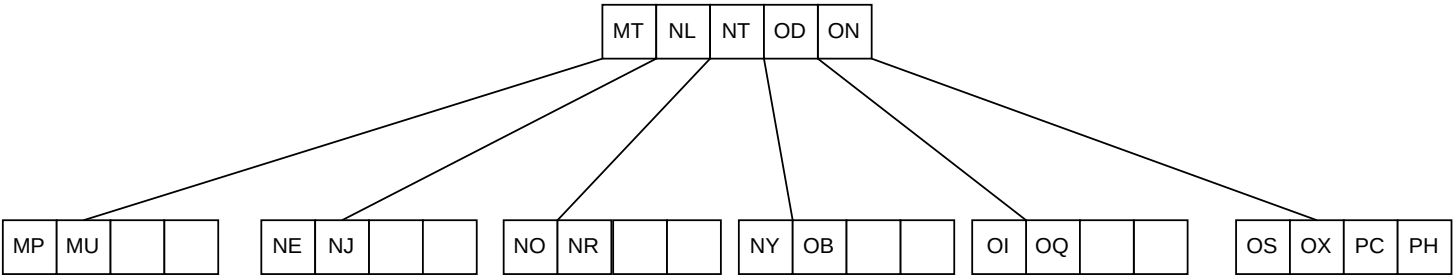 MT NL NT OD ON
MP MU NE NJ NO NR NY OB OI OQ OS OX PC PH